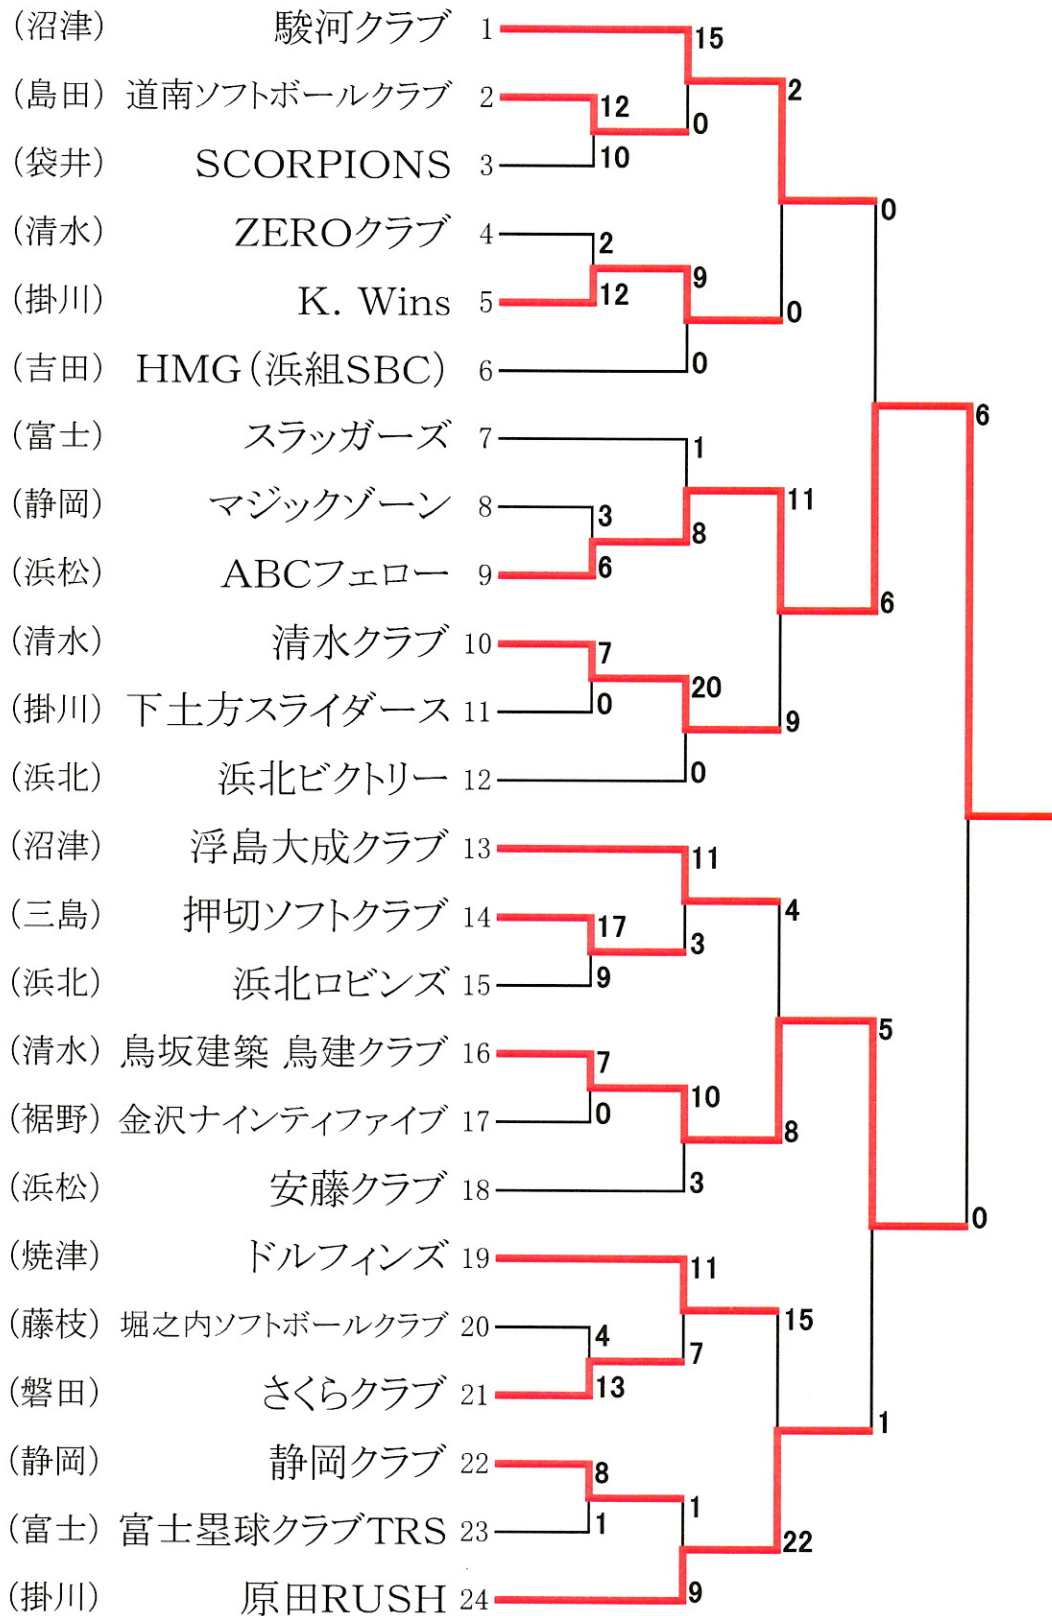 (沼津) 駿河クラブ 1
15
(島田) 道南ソフトボールクラブ 2
2
12
0
(袋井) SCORPIONS 3
10
0
(清水) ZEROクラブ 4
2
9
(掛川) K. Wins 5
12
0
(吉田) HMG(浜組SBC) 6
0
6
(富士) スラッガーズ 7
1
(静岡) マジックゾーン 8
3
11
8
(浜松) ABCフェロー 9
6
6
(清水) 清水クラブ 10
7
20
(掛川) 下土方スライダース 11
0
9
(浜北) 浜北ビクトリー 12
0
(沼津) 浮島大成クラブ 13
11
(三島) 押切ソフトクラブ 14
17
4
3
(浜北) 浜北ロビンズ 15
9
5
(清水) 鳥坂建築 鳥建クラブ 16
7
10
(裾野) 金沢ナインティファイブ 17
0
8
(浜松) 安藤クラブ 18
3
0
(焼津) ドルフィンズ 19
11
15
(藤枝) 堀之内ソフトボールクラブ 20
4
7
(磐田) さくらクラブ 21
13
1
(静岡) 静岡クラブ 22
8
1
(富士) 富士塁球クラブTRS 23
1
22
(掛川) 原田RUSH 24
9